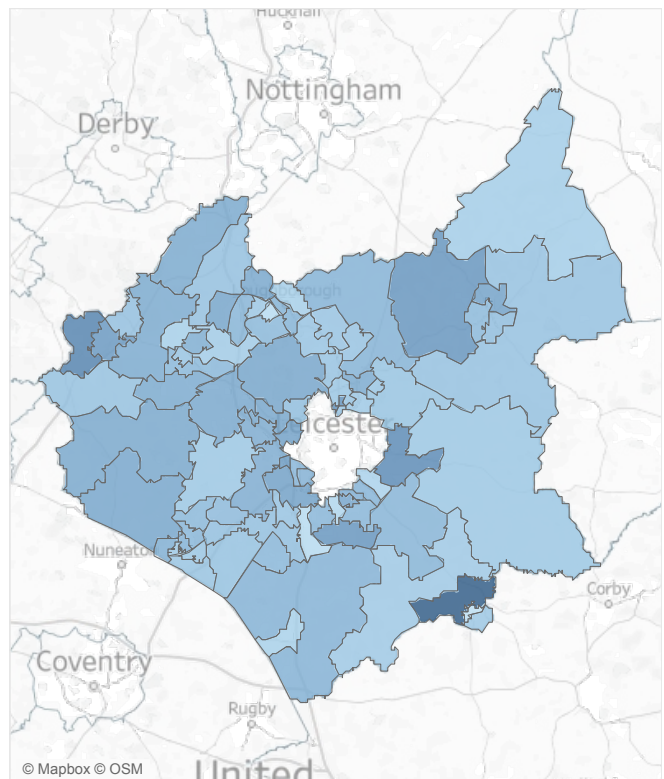 Hucknall
Nottingham
Derby
Loughborough
Leicester
Nuneaton
Corby
Coventry
Rugby
United
© Mapbox © OSM